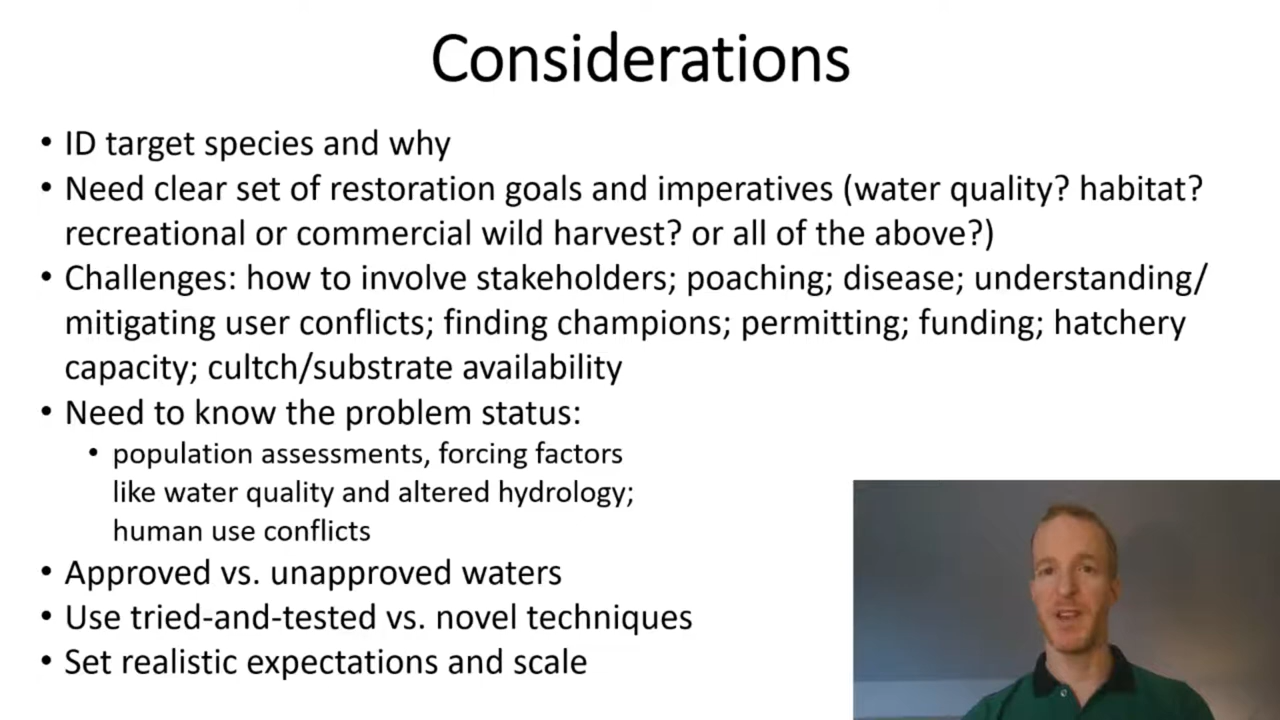 Considerations
• ID target species and why
• Need clear set of restoration goals and imperatives (water quality? habitat?
recreational or commercial wild harvest? or all of the above?)
• Challenges: how to involve stakeholders; poaching; disease; understanding/
mitigating user conflicts; finding champions; permitting; funding; hatchery
capacity; cultch/substrate availability
• Need to know the problem status:
• population assessments, forcing factors
like water quality and altered hydrology;
human use conflicts
• Approved vs. unapproved waters
• Use tried-and-tested vs. novel techniques
• Set realistic expectations and scale